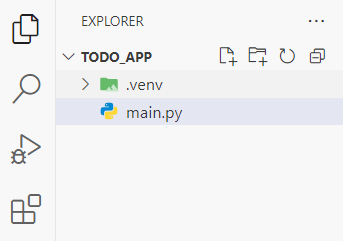 EXPLORER
TODO_APP
.venv
main.py